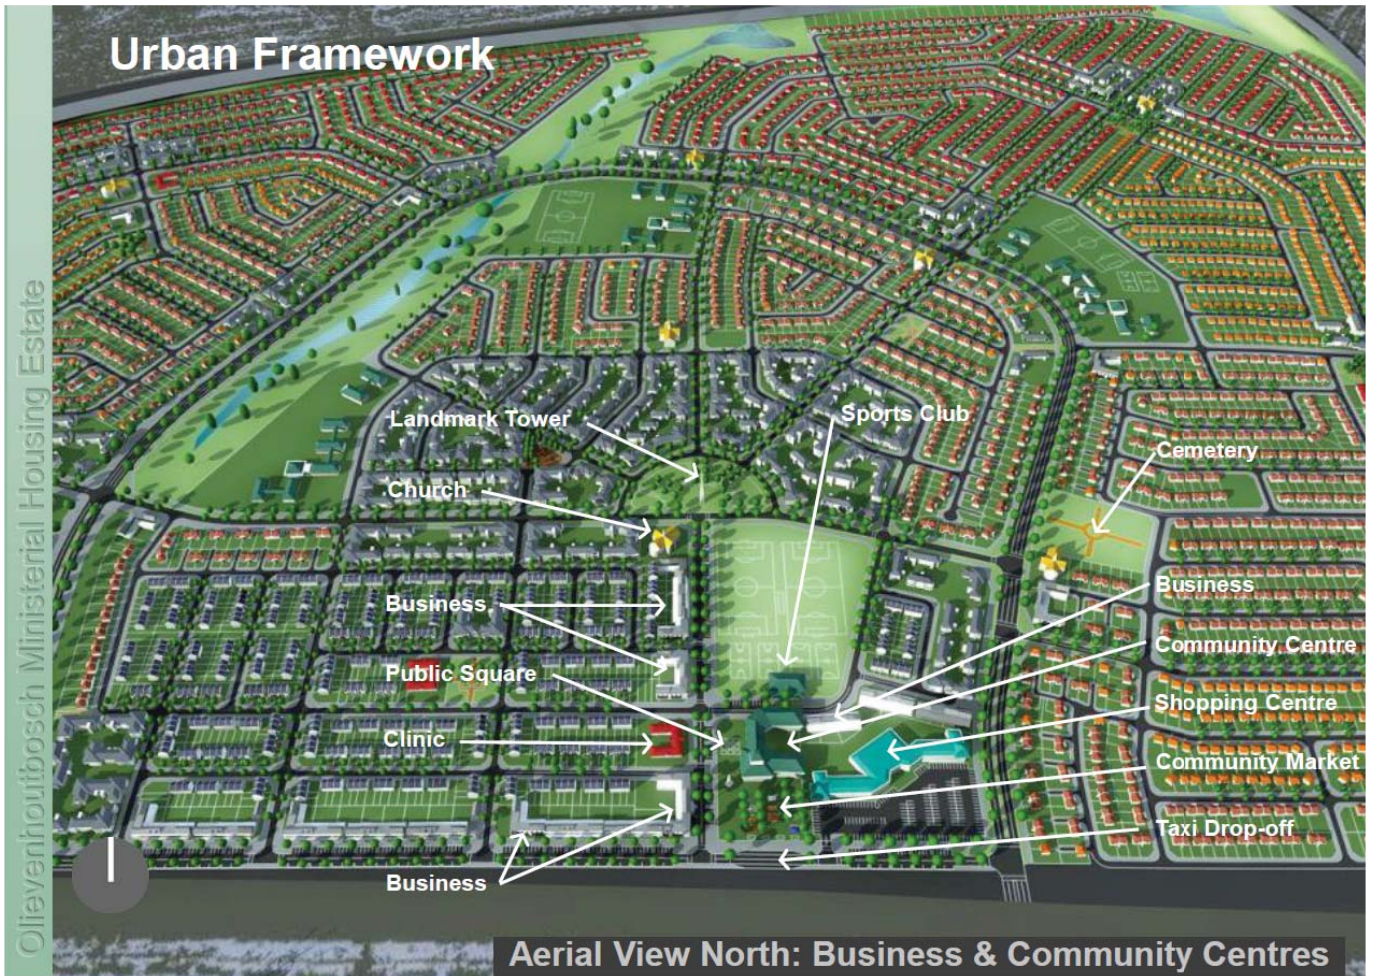 Urban Framework
Olievenhoutbosch Ministerial Housing Estate
Landmark Tower
Sports Club
Cemetery
Church
Business
Business
Community Centre
Public Square
Shopping Centre
Clinic
Community Market
Taxi Drop-off
Business
Aerial View North: Business & Community Centres